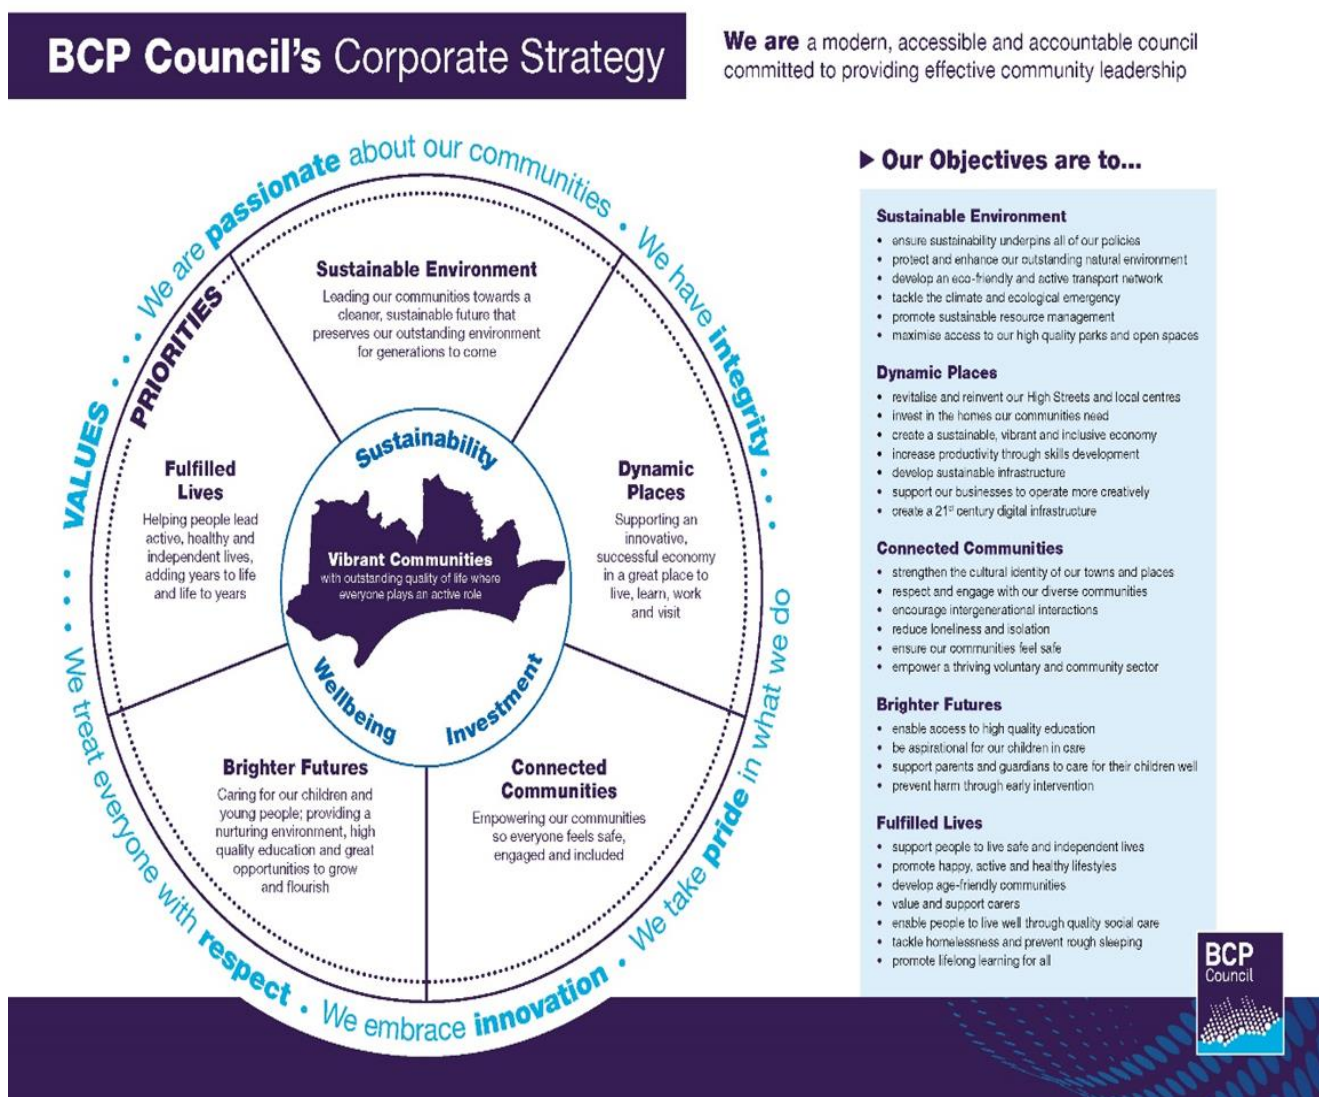 BCP Council's Corporate Strategy
We are a modern, accessible and accountable council
committed to providing effective community leadership
VALUES
We are passionate about our communities
We have integrity
We take pride in what we do
We embrace innovation
We treat everyone with respect
PRIORITIES
Sustainable Environment
Leading our communities towards a
cleaner, sustainable future that
preserves our outstanding environment
for generations to come
Fulfilled
Lives
Helping people lead
active, healthy and
independent lives,
adding years to life
and life to years
Dynamic
Places
Supporting an
innovative,
successful economy
in a great place to
live, learn, work
and visit
Sustainability
Vibrant Communities
with outstanding quality of life where
everyone plays an active role
Wellbeing
Investment
Brighter Futures
Caring for our children and
young people; providing a
nurturing environment, high
quality education and great
opportunities to grow
and flourish
Connected
Communities
Empowering our communities
so everyone feels safe,
engaged and included
Our Objectives are to...
Sustainable Environment
• ensure sustainability underpins all of our policies
• protect and enhance our outstanding natural environment
• develop an eco-friendly and active transport network
• tackle the climate and ecological emergency
• promote sustainable resource management
• maximise access to our high quality parks and open spaces
Dynamic Places
• revitalise and reinvent our High Streets and local centres
• invest in the homes our communities need
• create a sustainable, vibrant and inclusive economy
• increase productivity through skills development
• develop sustainable infrastructure
• support our businesses to operate more creatively
• create a 21st century digital infrastructure
Connected Communities
• strengthen the cultural identity of our towns and places
• respect and engage with our diverse communities
• encourage intergenerational interactions
• reduce loneliness and isolation
• ensure our communities feel safe
• empower a thriving voluntary and community sector
Brighter Futures
• enable access to high quality education
• be aspirational for our children in care
• support parents and guardians to care for their children well
• prevent harm through early intervention
Fulfilled Lives
• support people to live safe and independent lives
• promote happy, active and healthy lifestyles
• develop age-friendly communities
• value and support carers
• enable people to live well through quality social care
• tackle homelessness and prevent rough sleeping
• promote lifelong learning for all
BCP
Council